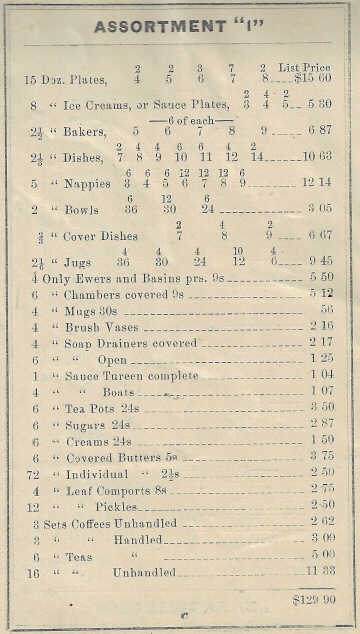 ASSORTMENT "I"
2 2 3 7 2 List Price
15 Doz. Plates, 4 5 6 7 8 $15 60
2 4 2
8 " Ice Creams, or Sauce Plates, 3 4 5 5 30
6 of each
2½ " Bakers, 5 6 7 8 9 6 87
2 4 4 6 6 4 2
2⅓ " Dishes, 7 8 9 10 11 12 14 10 63
6 6 6 12 12 12 6
5 " Nappies 3 4 5 6 7 8 9 12 14
6 12 6
2 " Bowls 36 30 24 3 05
2 4 2
⅔ " Cover Dishes 7 8 9 6 67
4 4 4 10 4
2⅙ " Jugs 36 30 24 12 6 9 45
4 Only Ewers and Basins prs. 9s 5 50
6 " Chambers covered 9s 5 12
4 " Mugs 30s 56
4 " Brush Vases 2 16
4 " Soap Drainers covered 2 17
6 " " Open 1 25
1 " Sauce Tureen complete 1 04
4 " " Boats 1 07
6 " Tea Pots 24s 3 50
6 " Sugars 24s 2 87
6 " Creams 24s 1 50
6 " Covered Butters 5s 3 75
72 " Individual " 2½s 2 50
4 " Leaf Comports 8s 2 75
12 " " Pickles 2 50
3 Sets Coffees Unhandled 2 62
3 " " Handled 3 00
6 " Teas " 5 00
16 " " Unhandled 11 33
$129 90